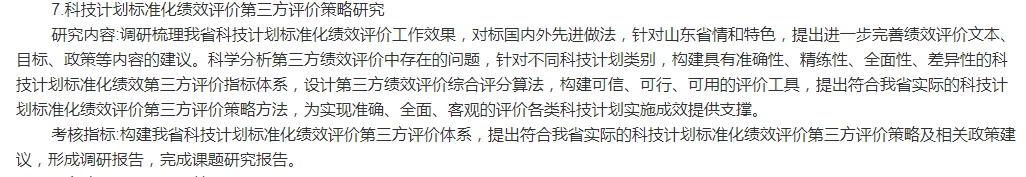 7.科技计划标准化绩效评价第三方评价策略研究
研究内容:调研梳理我省科技计划标准化绩效评价工作效果，对标国内外先进做法，针对山东省情和特色，提出进一步完善绩效评价文本、
目标、政策等内容的建议。科学分析第三方绩效评价中存在的问题，针对不同科技计划类别，构建具有准确性、精练性、全面性、差异性的科
技计划标准化绩效第三方评价指标体系，设计第三方绩效评价综合评分算法，构建可信、可行、可用的评价工具，提出符合我省实际的科技计
划标准化绩效第三方评价策略方法，为实现准确、全面、客观的评价各类科技计划实施成效提供支撑。
考核指标:构建我省科技计划标准化绩效评价第三方评价体系，提出符合我省实际的科技计划标准化绩效评价第三方评价策略及相关政策建
议，形成调研报告，完成课题研究报告。